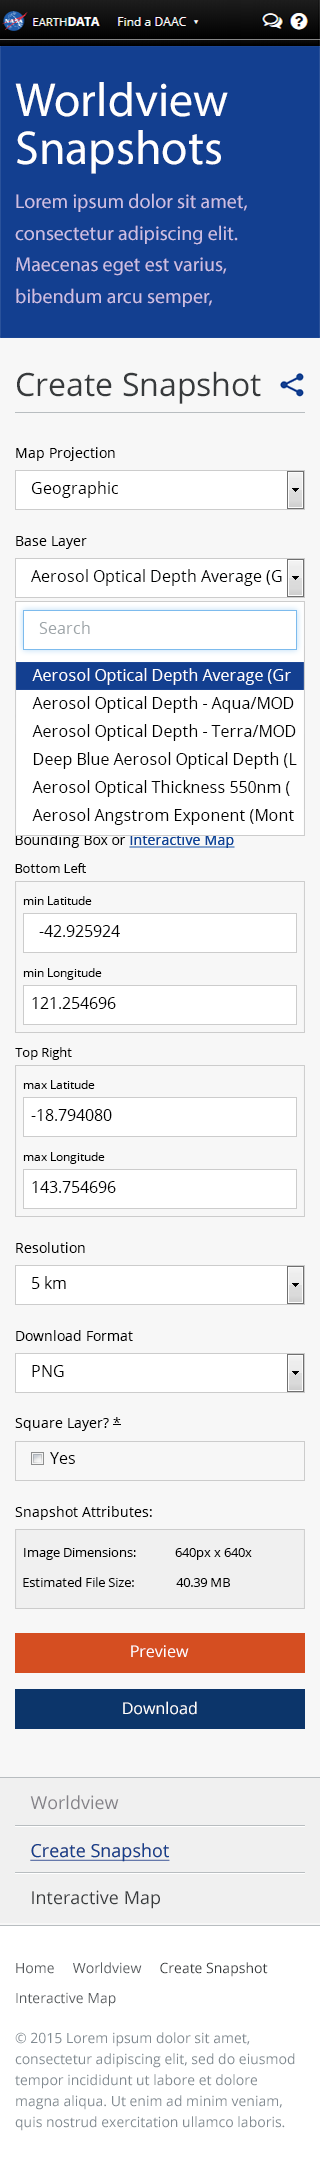 EARTHDATA Find a DAAC
Worldview
Snapshots
Lorem ipsum dolor sit amet,
consectetur adipiscing elit.
Maecenas eget est varius,
bibendum arcu semper,
Create Snapshot
Map Projection
Geographic
Base Layer
Aerosol Optical Depth Average (G
Search
Aerosol Optical Depth Average (Gr
Aerosol Optical Depth - Aqua/MOD
Aerosol Optical Depth - Terra/MOD
Deep Blue Aerosol Optical Depth (L
Aerosol Optical Thickness 550nm (
Aerosol Angstrom Exponent (Mont
Bounding Box or Interactive Map
Bottom Left
min Latitude
-42.925924
min Longitude
121.254696
Top Right
max Latitude
-18.794080
max Longitude
143.754696
Resolution
5 km
Download Format
PNG
Square Layer? *
Yes
Snapshot Attributes:
Image Dimensions: 640px x 640x
Estimated File Size: 40.39 MB
Preview
Download
Worldview
Create Snapshot
Interactive Map
Home Worldview Create Snapshot
Interactive Map
© 2015 Lorem ipsum dolor sit amet,
consectetur adipiscing elit, sed do eiusmod
tempor incididunt ut labore et dolore
magna aliqua. Ut enim ad minim veniam,
quis nostrud exercitation ullamco laboris.